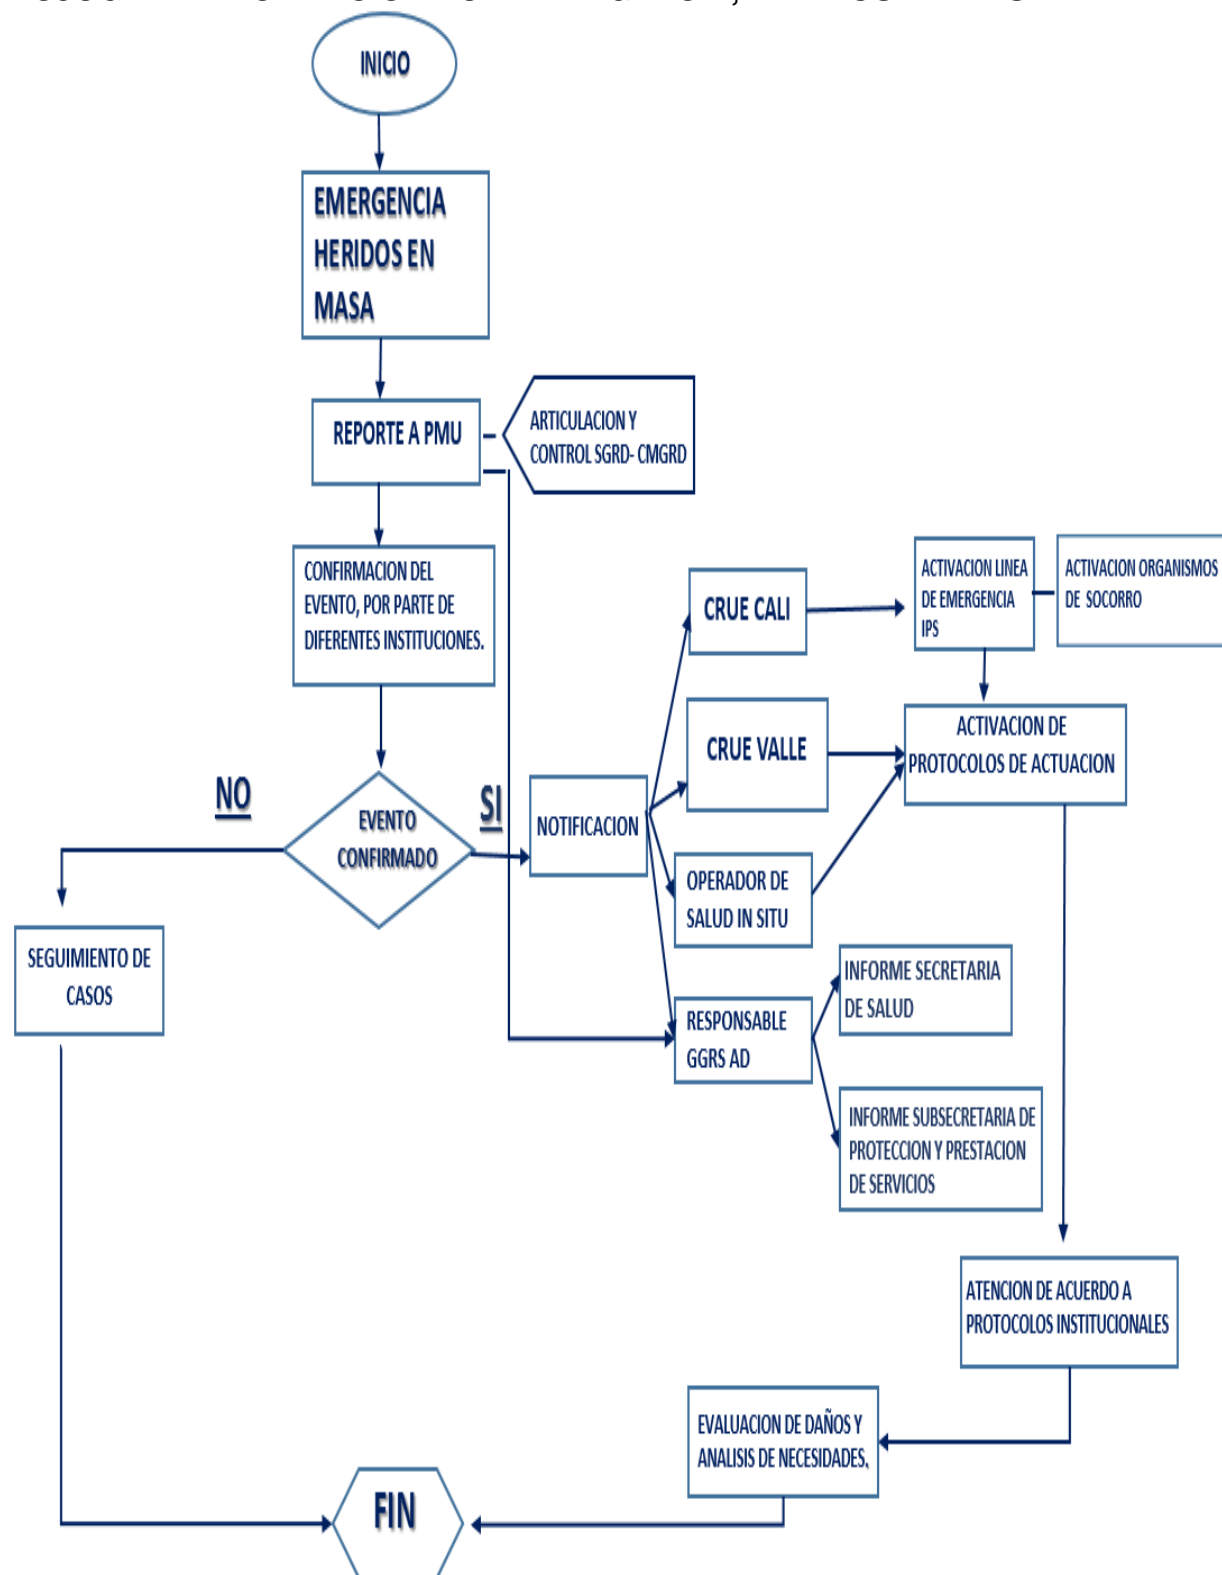 INICIO
EMERGENCIA
HERIDOS EN
MASA
REPORTE A PMU
ARTICULACION Y
CONTROL SGRD- CMGRD
CONFIRMACION DEL
EVENTO, POR PARTE DE
DIFERENTES INSTITUCIONES.
EVENTO
CONFIRMADO
NO
SI
SEGUIMIENTO DE
CASOS
NOTIFICACION
CRUE CALI
CRUE VALLE
OPERADOR DE
SALUD IN SITU
RESPONSABLE
GGRS AD
ACTIVACION LINEA
DE EMERGENCIA
IPS
ACTIVACION ORGANISMOS
DE SOCORRO
ACTIVACION DE
PROTOCOLOS DE ACTUACION
INFORME SECRETARIA
DE SALUD
INFORME SUBSECRETARIA DE
PROTECCION Y PRESTACION
DE SERVICIOS
ATENCION DE ACUERDO A
PROTOCOLOS INSTITUCIONALES
EVALUACION DE DAÑOS Y
ANALISIS DE NECESIDADES.
FIN